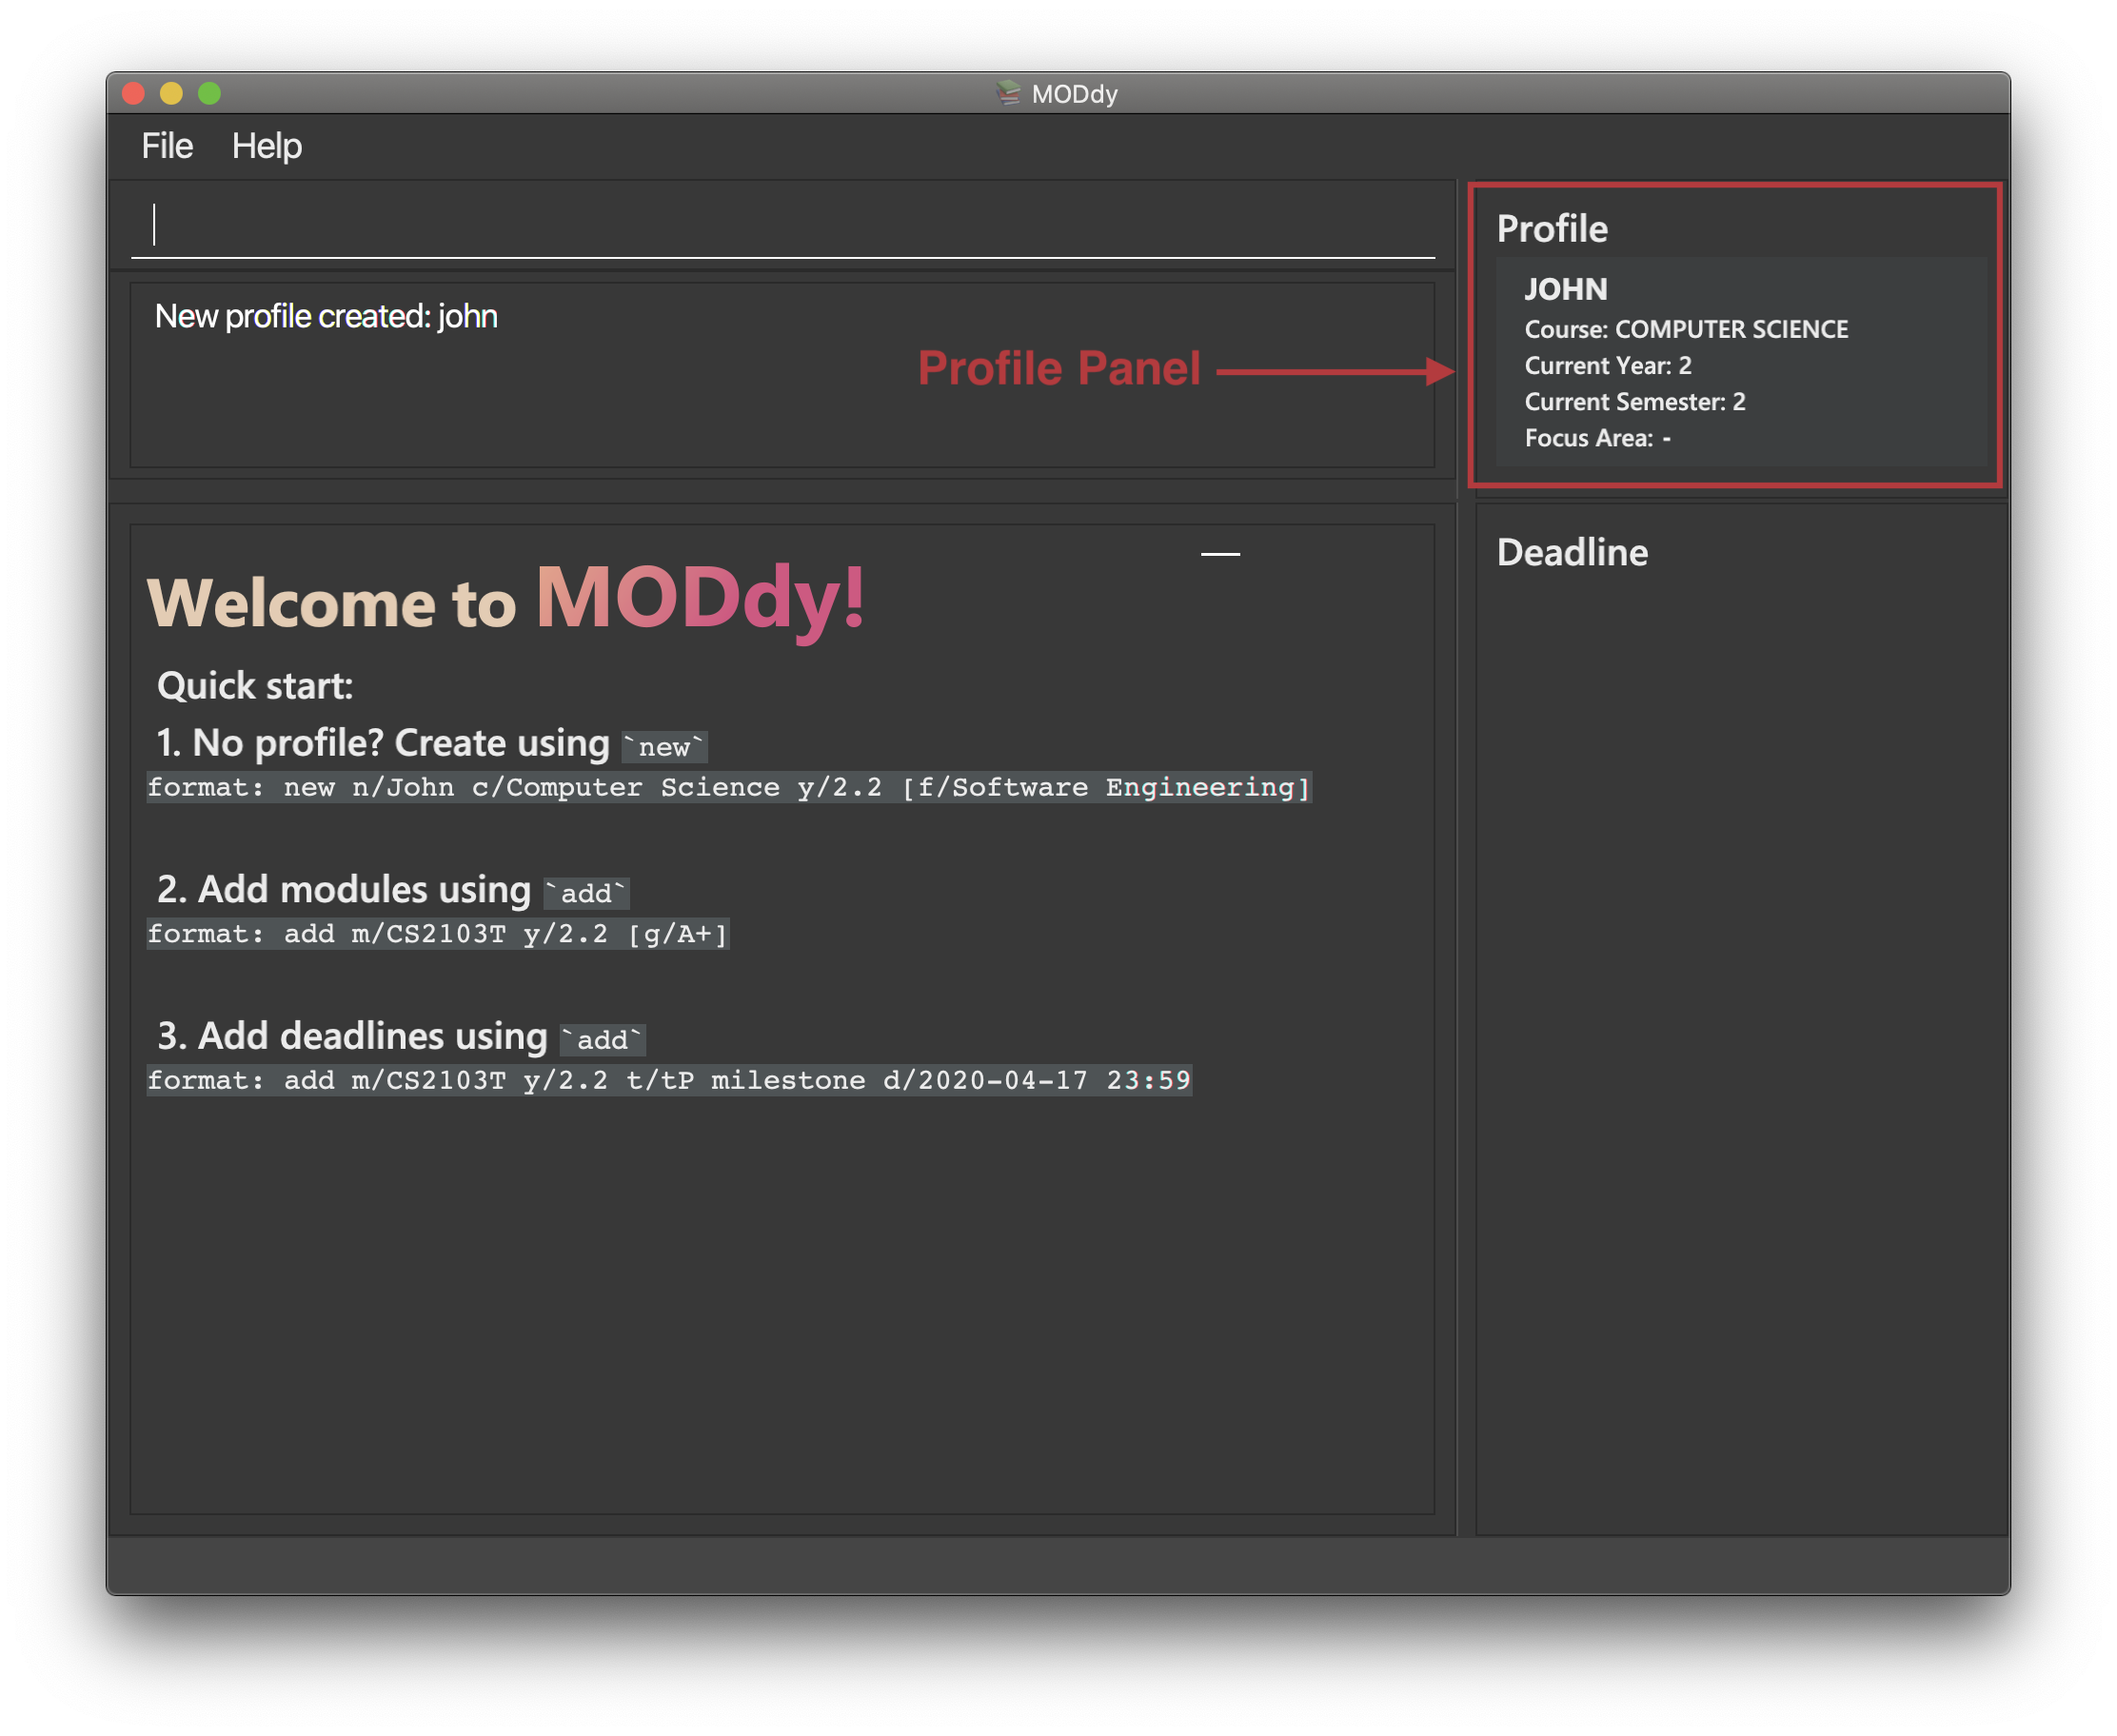 MODdy
File Help
New profile created: john
Profile Panel
Profile
JOHN
Course: COMPUTER SCIENCE
Current Year: 2
Current Semester: 2
Focus Area: -
Welcome to MODdy!
Quick start:
1. No profile? Create using `new`
format: new n/John c/Computer Science y/2.2 [f/Software Engineering]
2. Add modules using `add`
format: add m/CS2103T y/2.2 [g/A+]
3. Add deadlines using `add`
format: add m/CS2103T y/2.2 t/tP milestone d/2020-04-17 23:59
Deadline